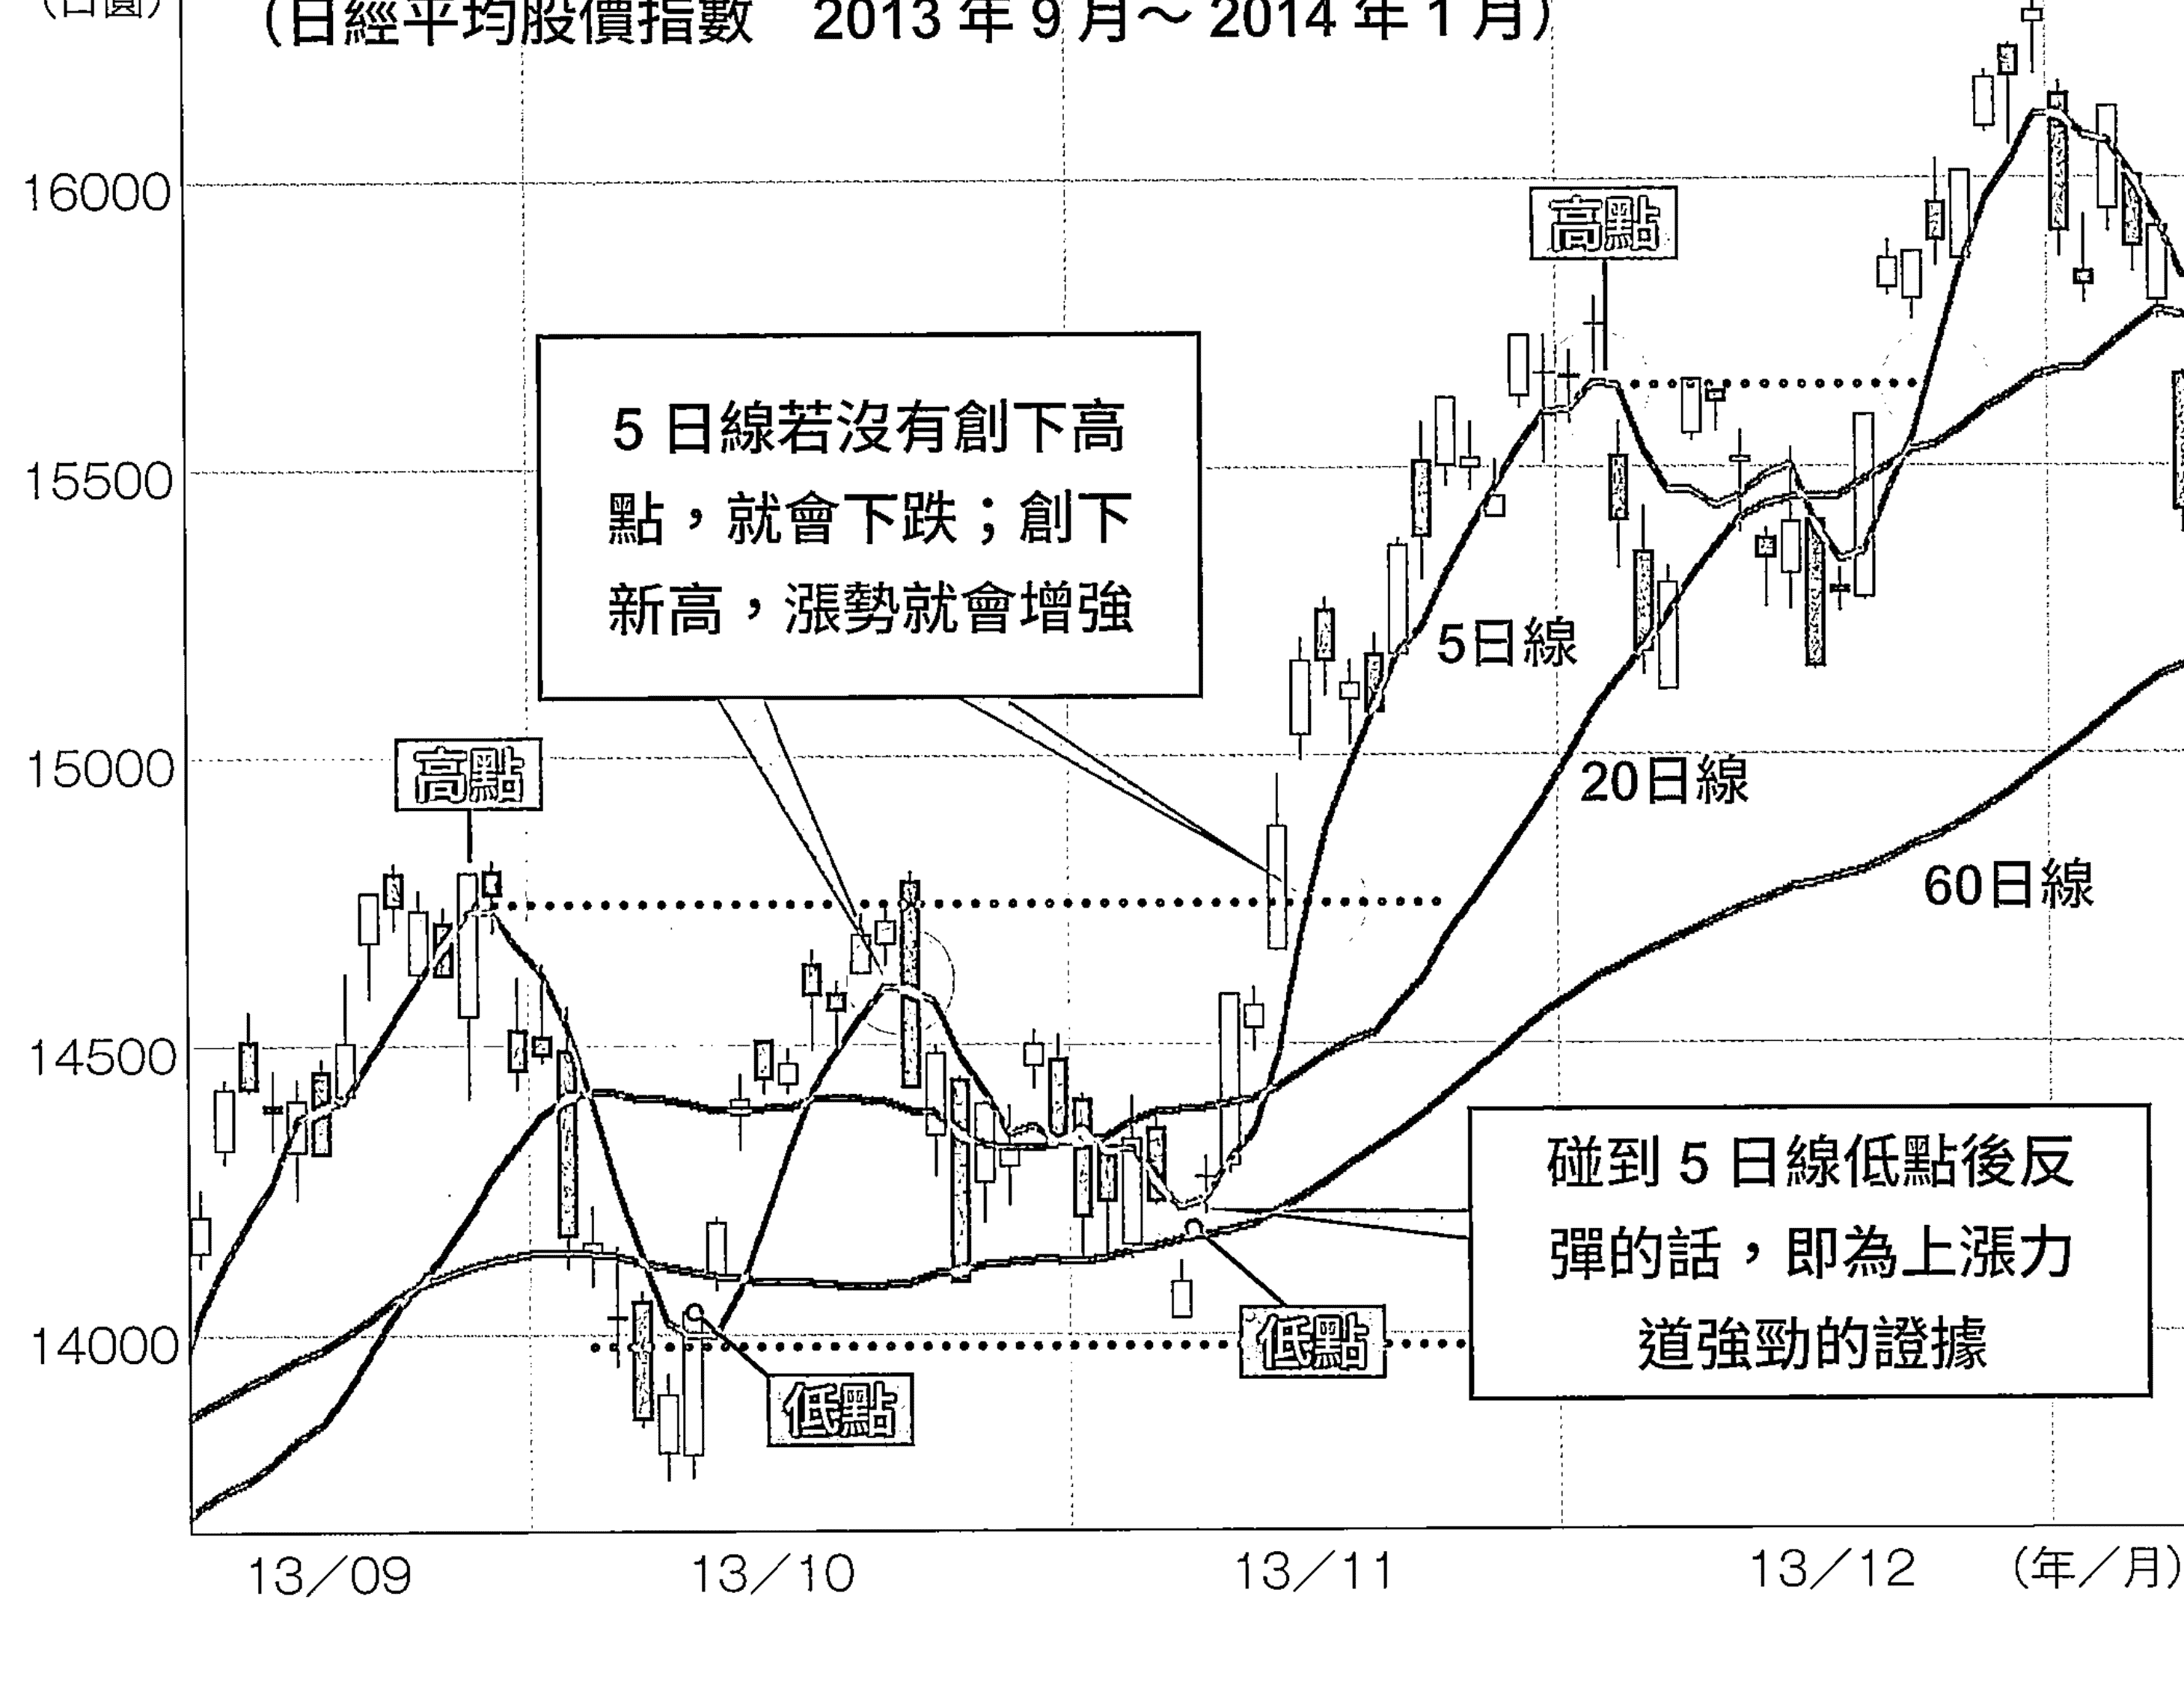 （日圓）
（日經平均股價指數　2013 年 9 月～ 2014 年 1 月）
16000
高點
15500
5 日線若沒有創下高
點，就會下跌；創下
新高，漲勢就會增強
5日線
15000
高點
20日線
60日線
14500
碰到 5 日線低點後反
彈的話，即為上漲力
道強勁的證據
14000
低點
低點
13／09
13／10
13／11
13／12
（年／月）